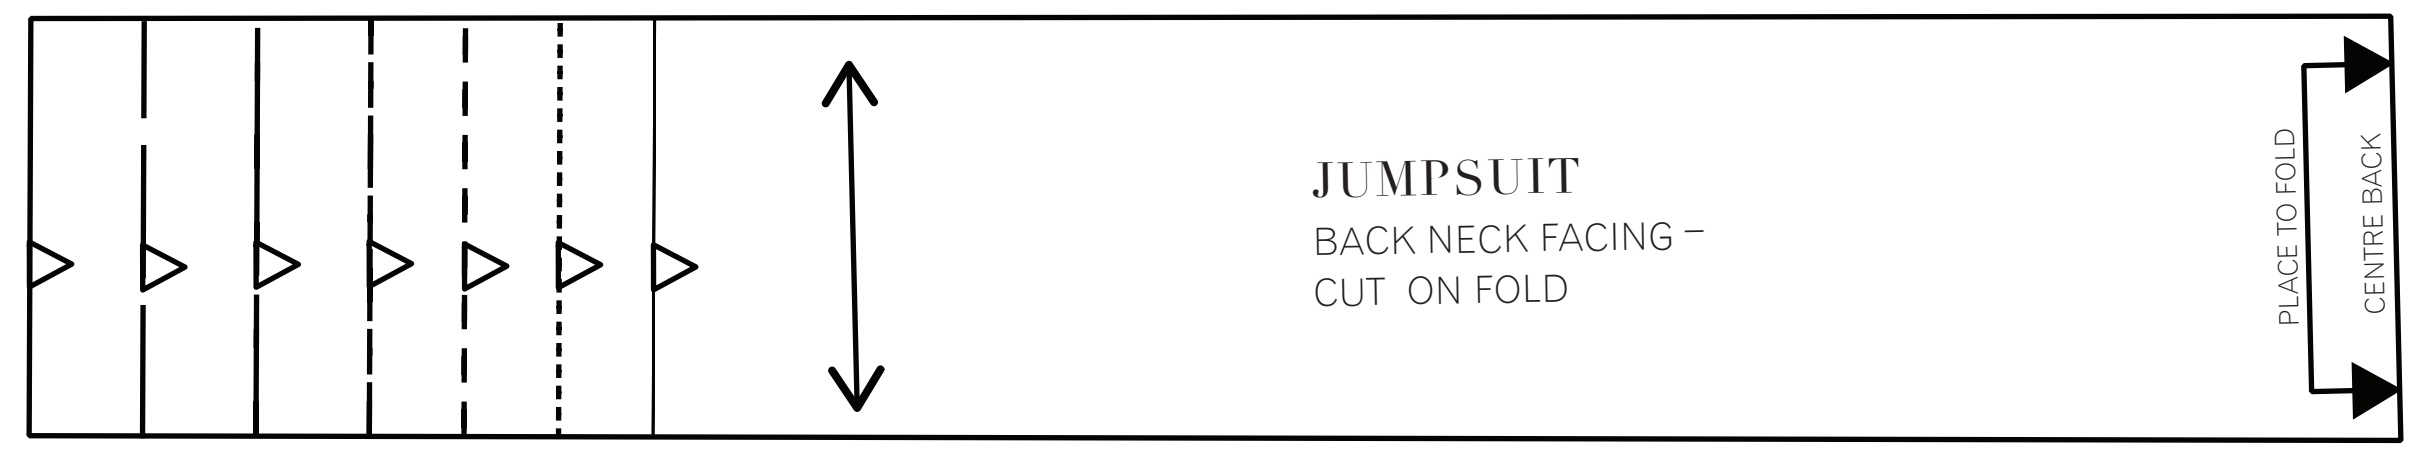 JUMPSUIT
BACK NECK FACING –
CUT ON FOLD
PLACE TO FOLD
CENTRE BACK